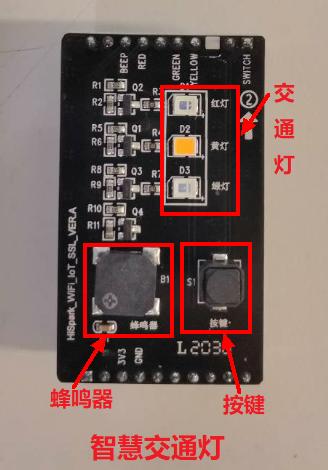 BEEP
RED
GREEN
YELLOW
SWITCH
②
R1
R2
Q2
D1
红灯
交通灯
R5
R6
Q1
R4
D2
黄灯
R8
R9
Q3
R7
D3
绿灯
R10
R11
Q4
HiSpark_WiFi_IoT_SSL_VER.A
B1
S1
蜂鸣器
按键
3V3
GND
蜂鸣器
按键
智慧交通灯